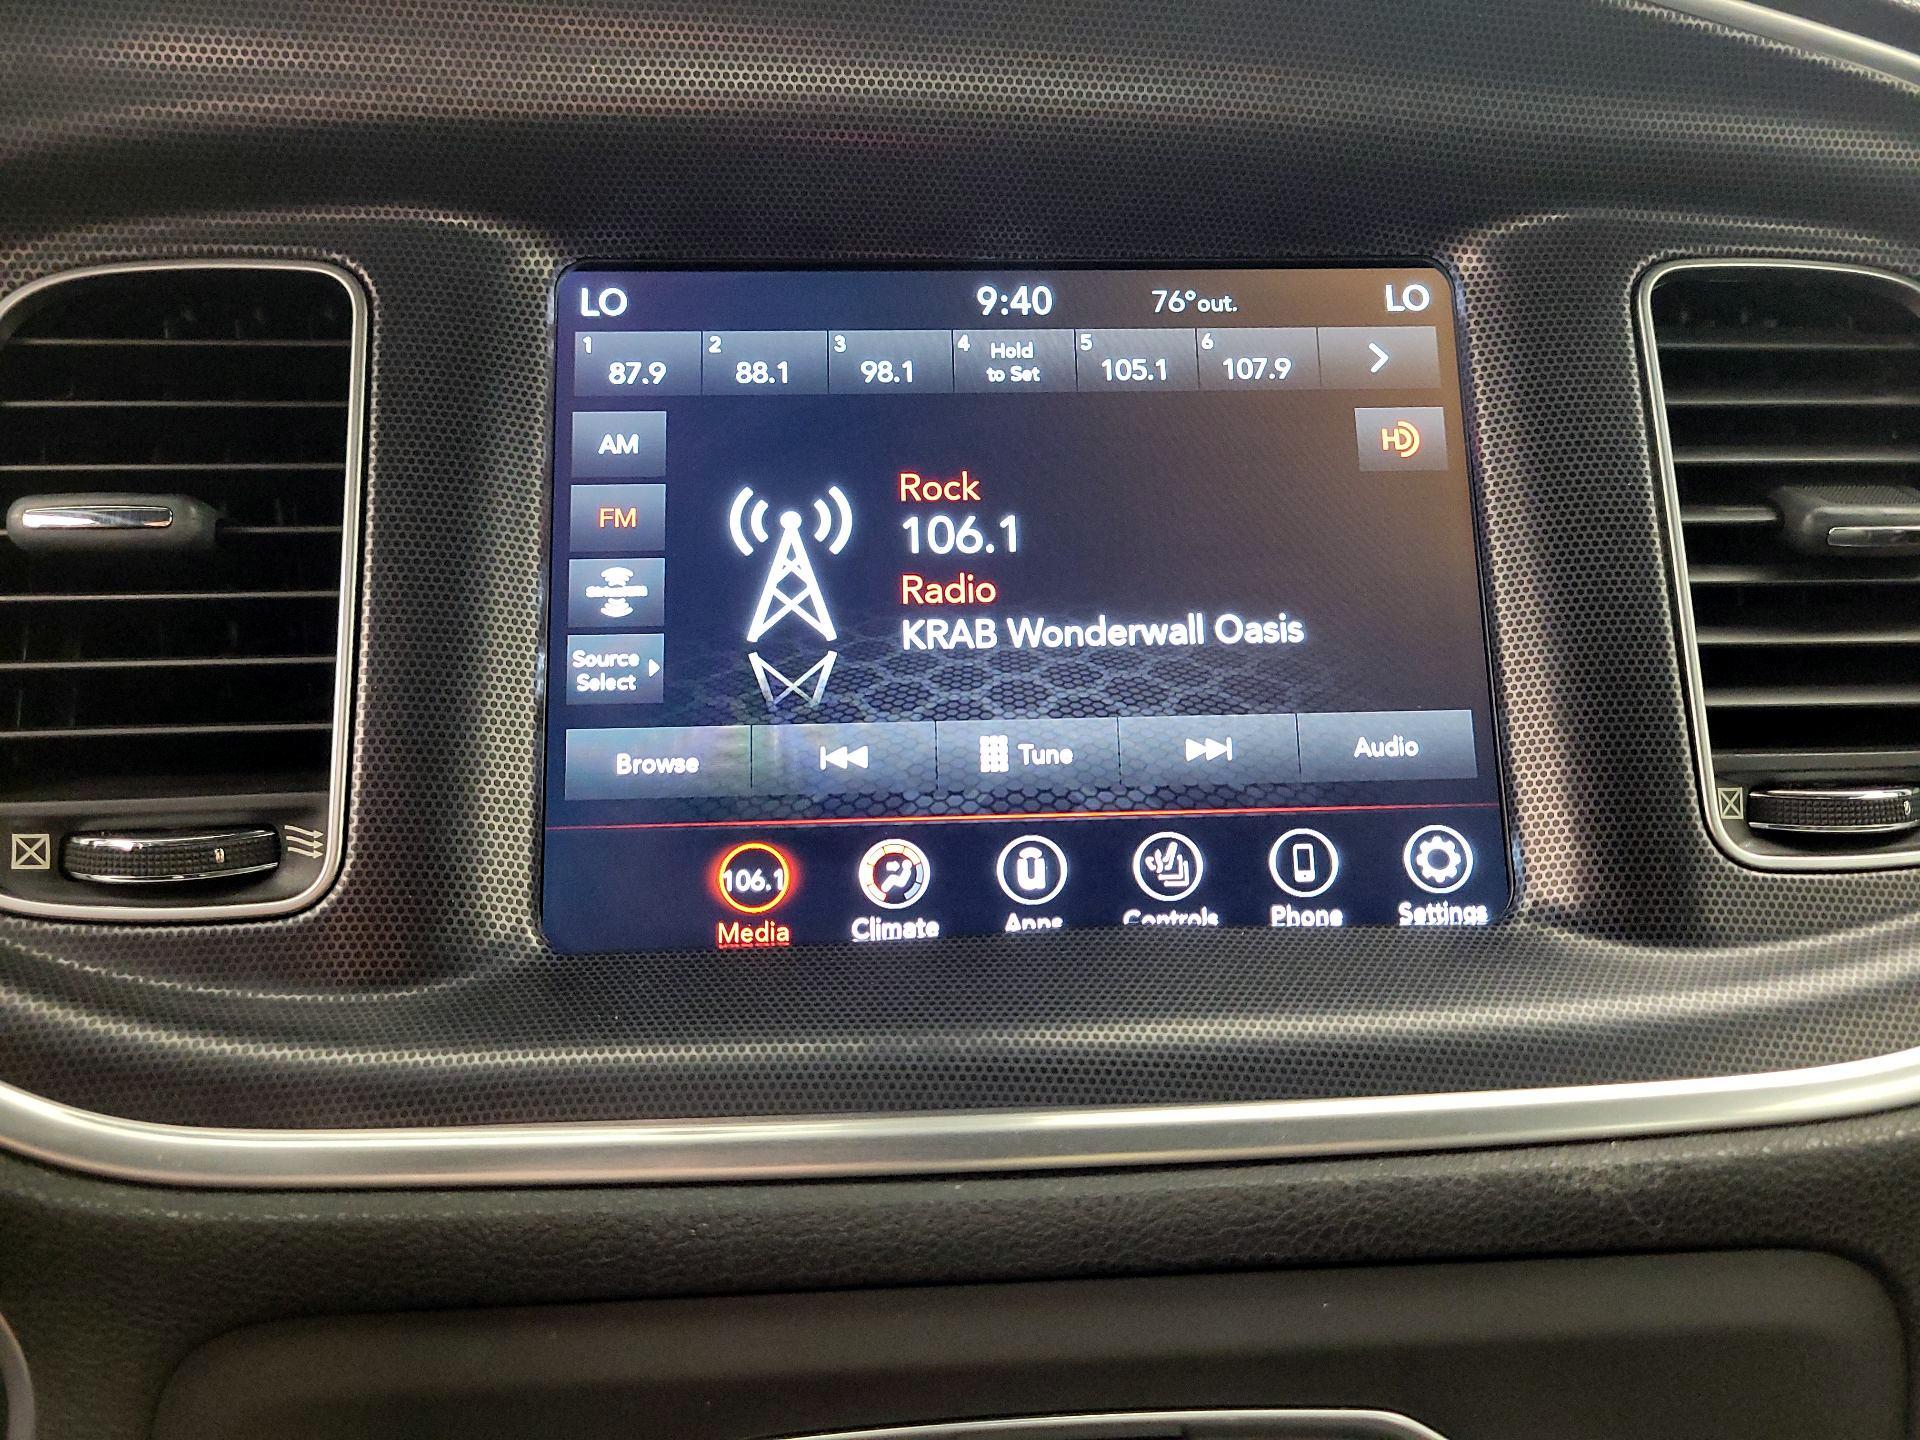 LO 9:40 76° out. LO
1 87.9 2 88.1 3 98.1 4 Hold to Set 5 105.1 6 107.9
AM
FM
Source
Select
HD
Rock
106.1
Radio
KRAB Wonderwall Oasis
Browse Tune Audio
106.1
Media Climate Apps Controls Phone Settings